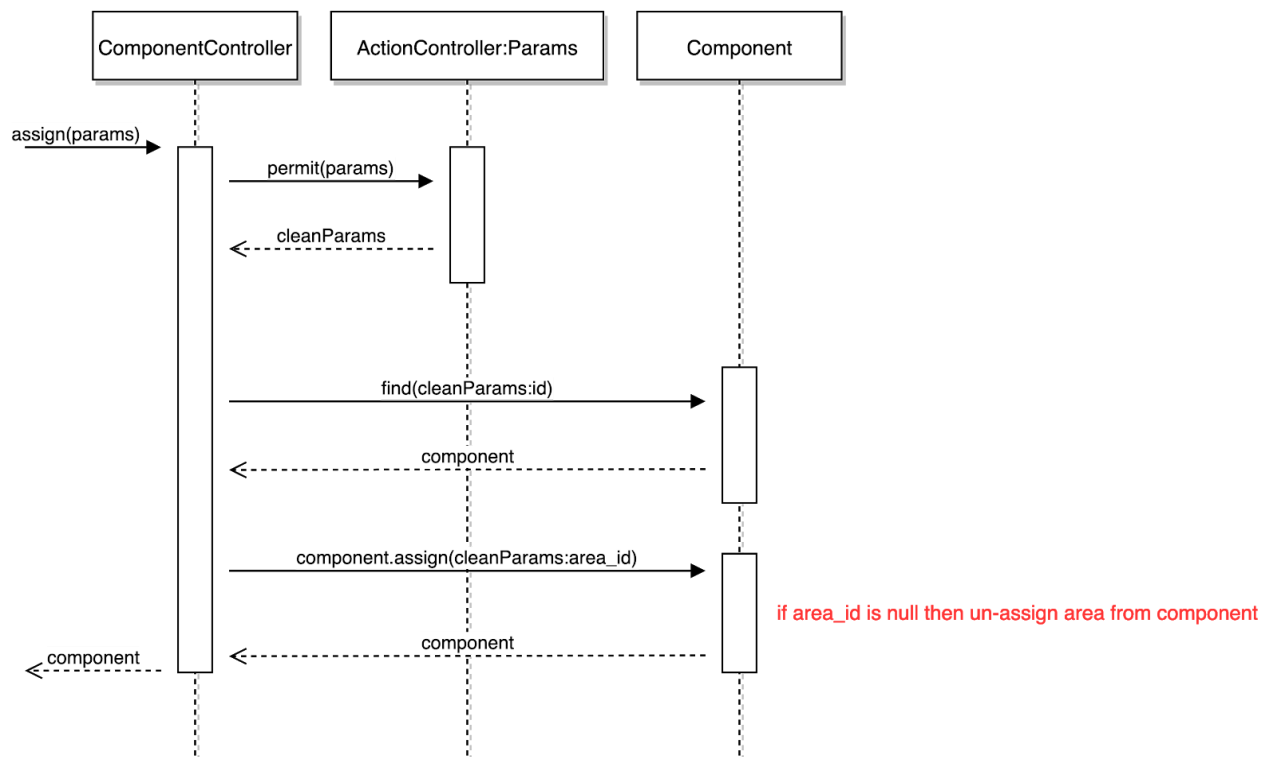 ComponentController
ActionController:Params
Component
assign(params)
permit(params)
cleanParams
find(cleanParams:id)
component
component.assign(cleanParams:area_id)
if area_id is null then un-assign area from component
component
component